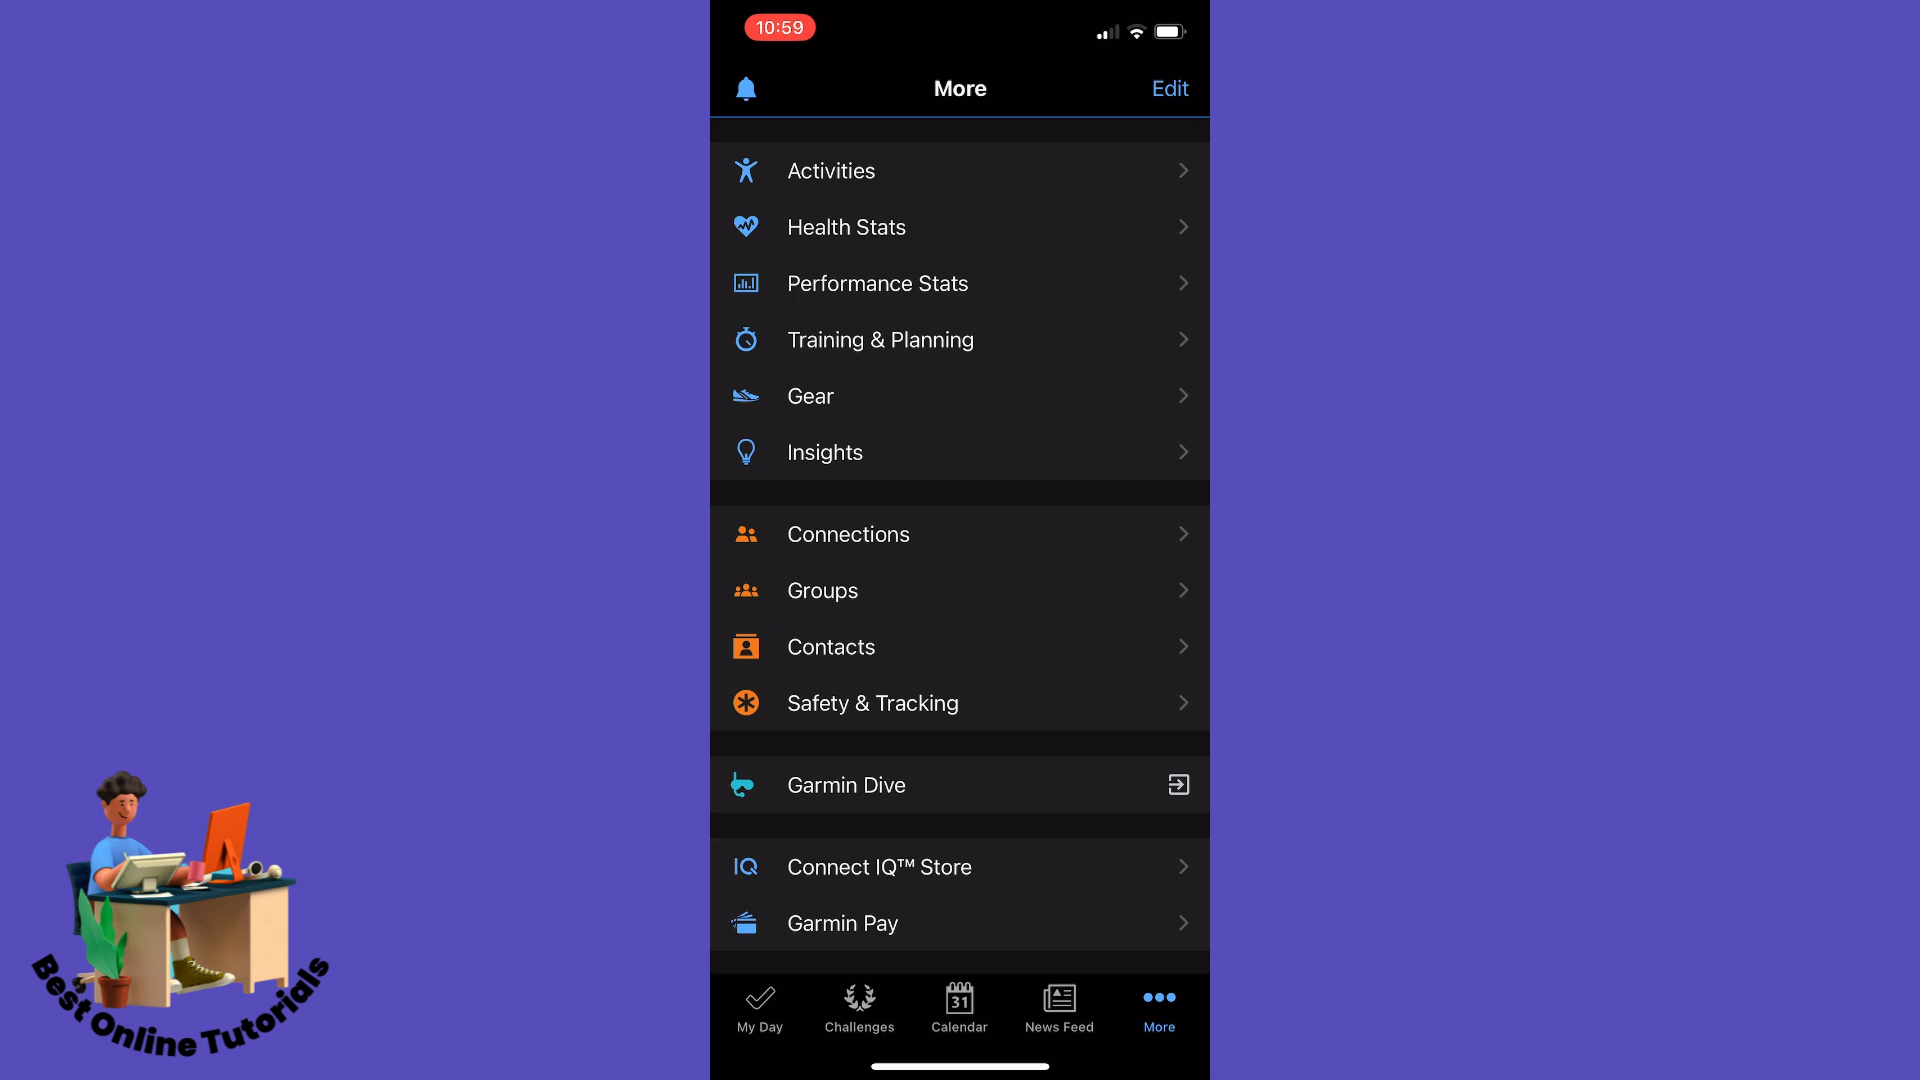 10:59
More
Edit
Activities
Health Stats
Performance Stats
Training & Planning
Gear
Insights
Connections
Groups
Contacts
Safety & Tracking
Garmin Dive
IQ
Connect IQ™ Store
Garmin Pay
31
My Day
Challenges
Calendar
News Feed
More
Best Online Tutorials